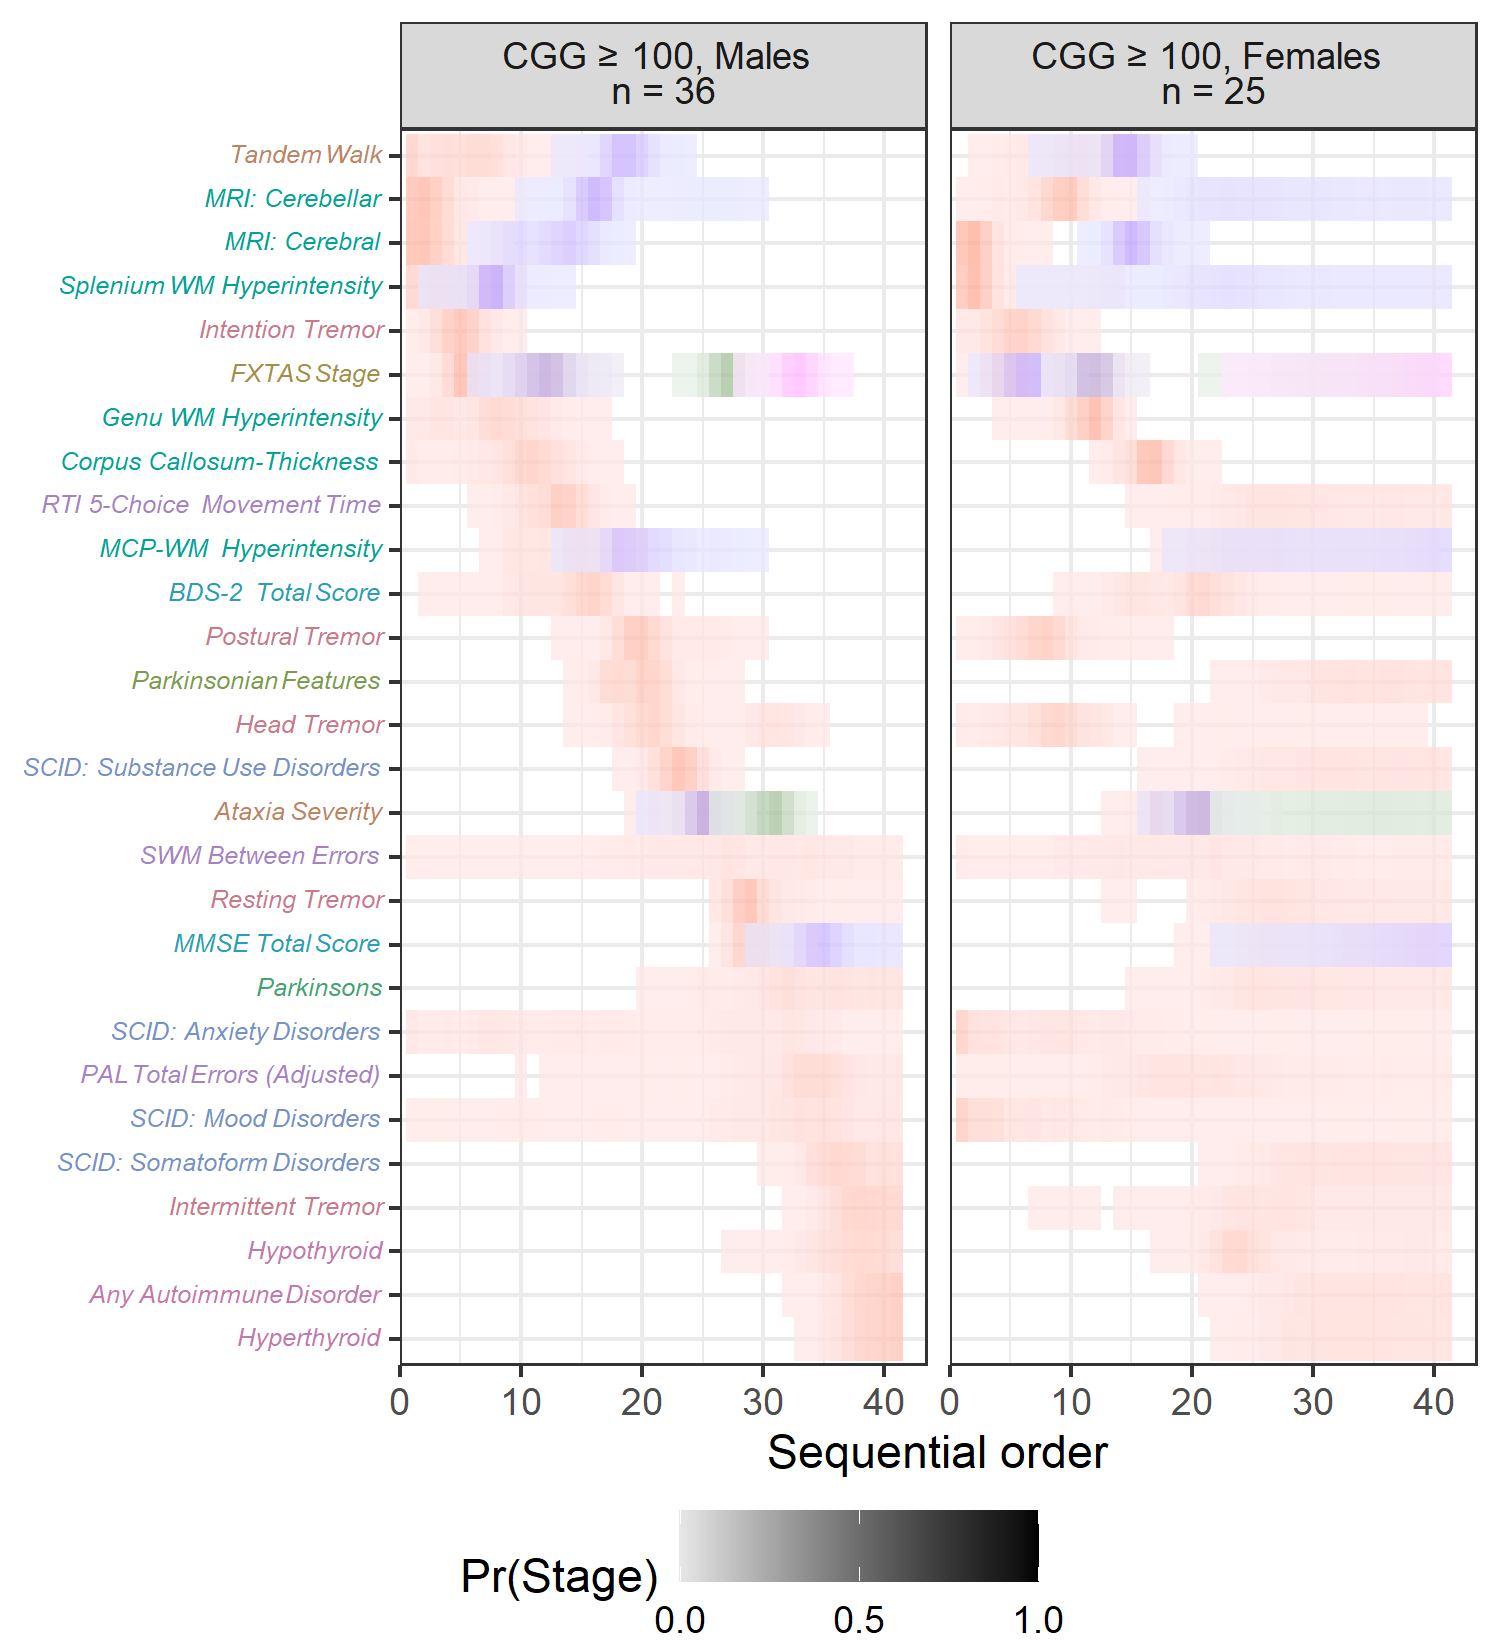 CGG ≥ 100, Males
n = 36
CGG ≥ 100, Females
n = 25
Tandem Walk
MRI: Cerebellar
MRI: Cerebral
Splenium WM Hyperintensity
Intention Tremor
FXTAS Stage
Genu WM Hyperintensity
Corpus Callosum-Thickness
RTI 5-Choice Movement Time
MCP-WM Hyperintensity
BDS-2 Total Score
Postural Tremor
Parkinsonian Features
Head Tremor
SCID: Substance Use Disorders
Ataxia Severity
SWM Between Errors
Resting Tremor
MMSE Total Score
Parkinsons
SCID: Anxiety Disorders
PAL Total Errors (Adjusted)
SCID: Mood Disorders
SCID: Somatoform Disorders
Intermittent Tremor
Hypothyroid
Any Autoimmune Disorder
Hyperthyroid
0 10 20 30 40 0 10 20 30 40
Sequential order
Pr(Stage)
0.0 0.5 1.0